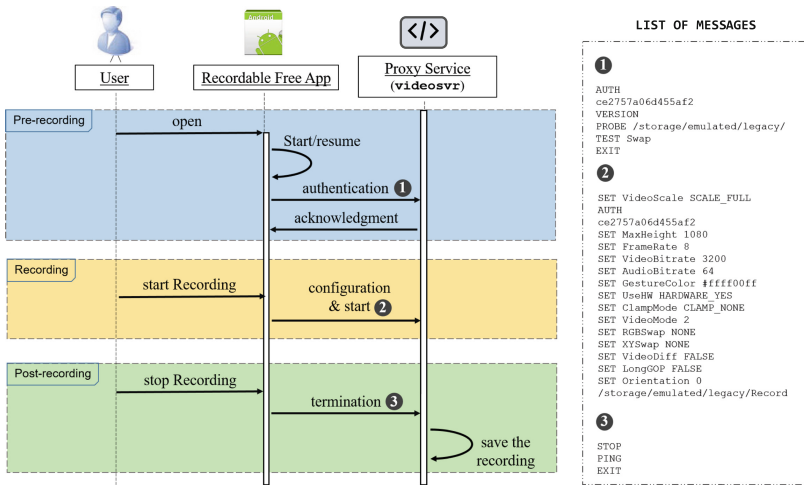 Android
</>
LIST OF MESSAGES
User
Recordable Free App
Proxy Service
(videosvr)
Pre-recording
open
Start/resume
authentication 1
acknowledgment
Recording
start Recording
configuration
& start 2
Post-recording
stop Recording
termination 3
save the
recording
1
AUTH
ce2757a06d455af2
VERSION
PROBE /storage/emulated/legacy/
TEST Swap
EXIT
2
SET VideoScale SCALE_FULL
AUTH
ce2757a06d455af2
SET MaxHeight 1080
SET FrameRate 8
SET VideoBitrate 3200
SET AudioBitrate 64
SET GestureColor #ffff00ff
SET UseHW HARDWARE_YES
SET ClampMode CLAMP_NONE
SET VideoMode 2
SET RGBSwap NONE
SET XYSwap NONE
SET VideoDiff FALSE
SET LongGOP FALSE
SET Orientation 0
/storage/emulated/legacy/Record
3
STOP
PING
EXIT